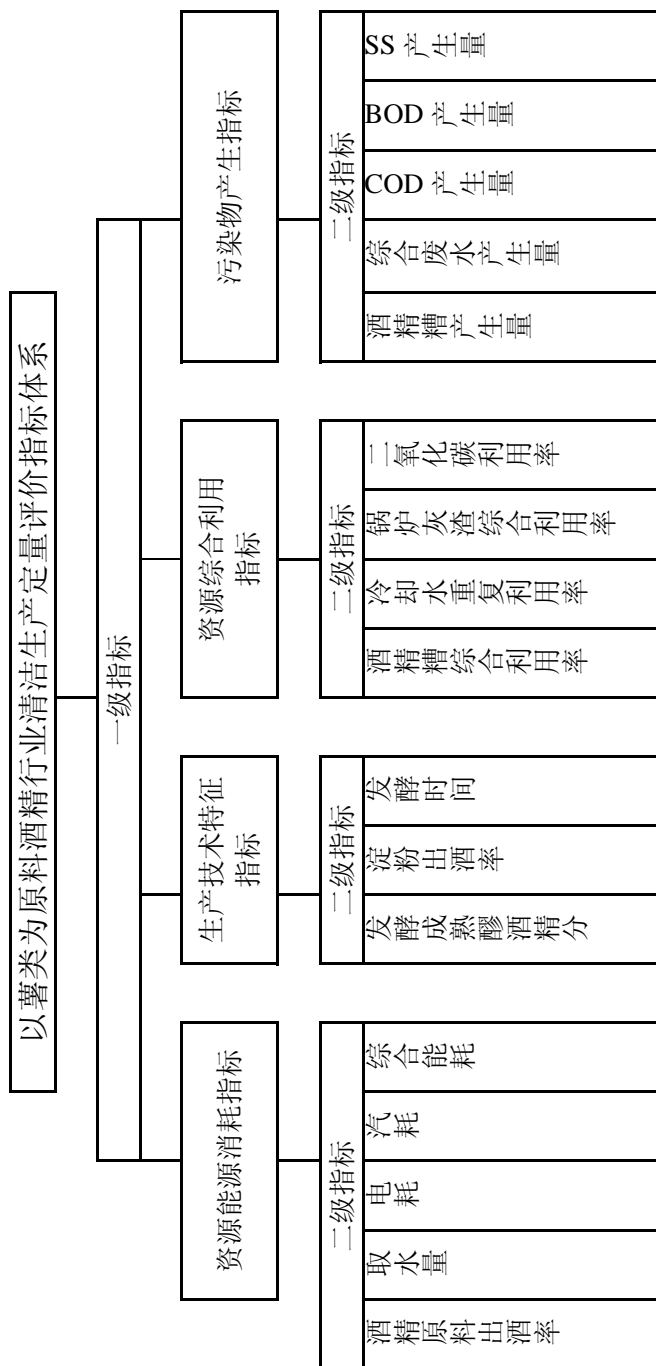 以薯类为原料酒精行业清洁生产定量评价指标体系
一级指标
资源能源消耗指标
二级指标
酒精原料出酒率
取水量
电耗
汽耗
综合能耗
生产技术特征
指标
二级指标
发酵成熟醪酒精分
淀粉出酒率
发酵时间
资源综合利用
指标
二级指标
酒精糟综合利用率
冷却水重复利用率
锅炉灰渣综合利用率
二氧化碳利用率
污染物产生指标
二级指标
酒精糟产生量
综合废水产生量
COD 产生量
BOD 产生量
SS 产生量